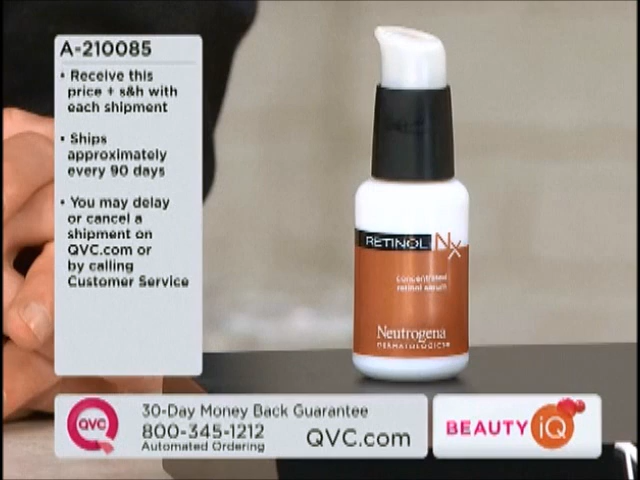 A-210085
• Receive this
price + s&h with
each shipment
• Ships
approximately
every 90 days
• You may delay
or cancel a
shipment on
QVC.com or
by calling
Customer Service
RETINOL NX
concentrated
retinol serum
Neutrogena
DERMATOLOGICS
QVC
30-Day Money Back Guarantee
800-345-1212
Automated Ordering
QVC.com
BEAUTY iQ